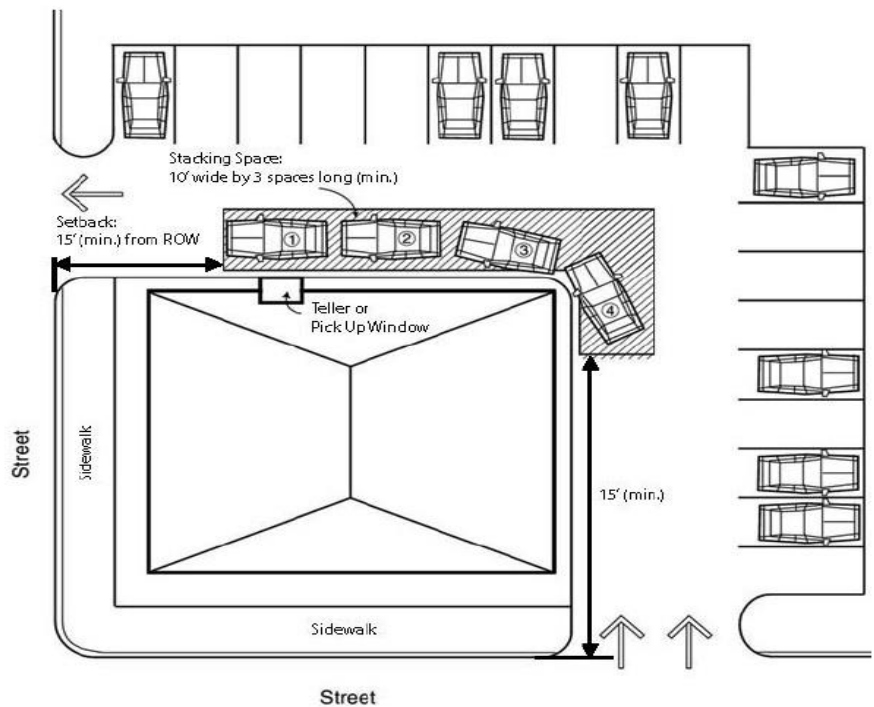 Stacking Space:
10' wide by 3 spaces long (min.)
Setback:
15' (min.) from ROW
①
②
③
④
Teller or
Pick Up Window
Street
Sidewalk
15' (min.)
Sidewalk
Street